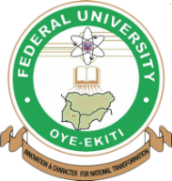 FEDERAL UNIVERSITY
OYE-EKITI
INNOVATION & CHARACTER FOR NATIONAL TRANSFORMATION